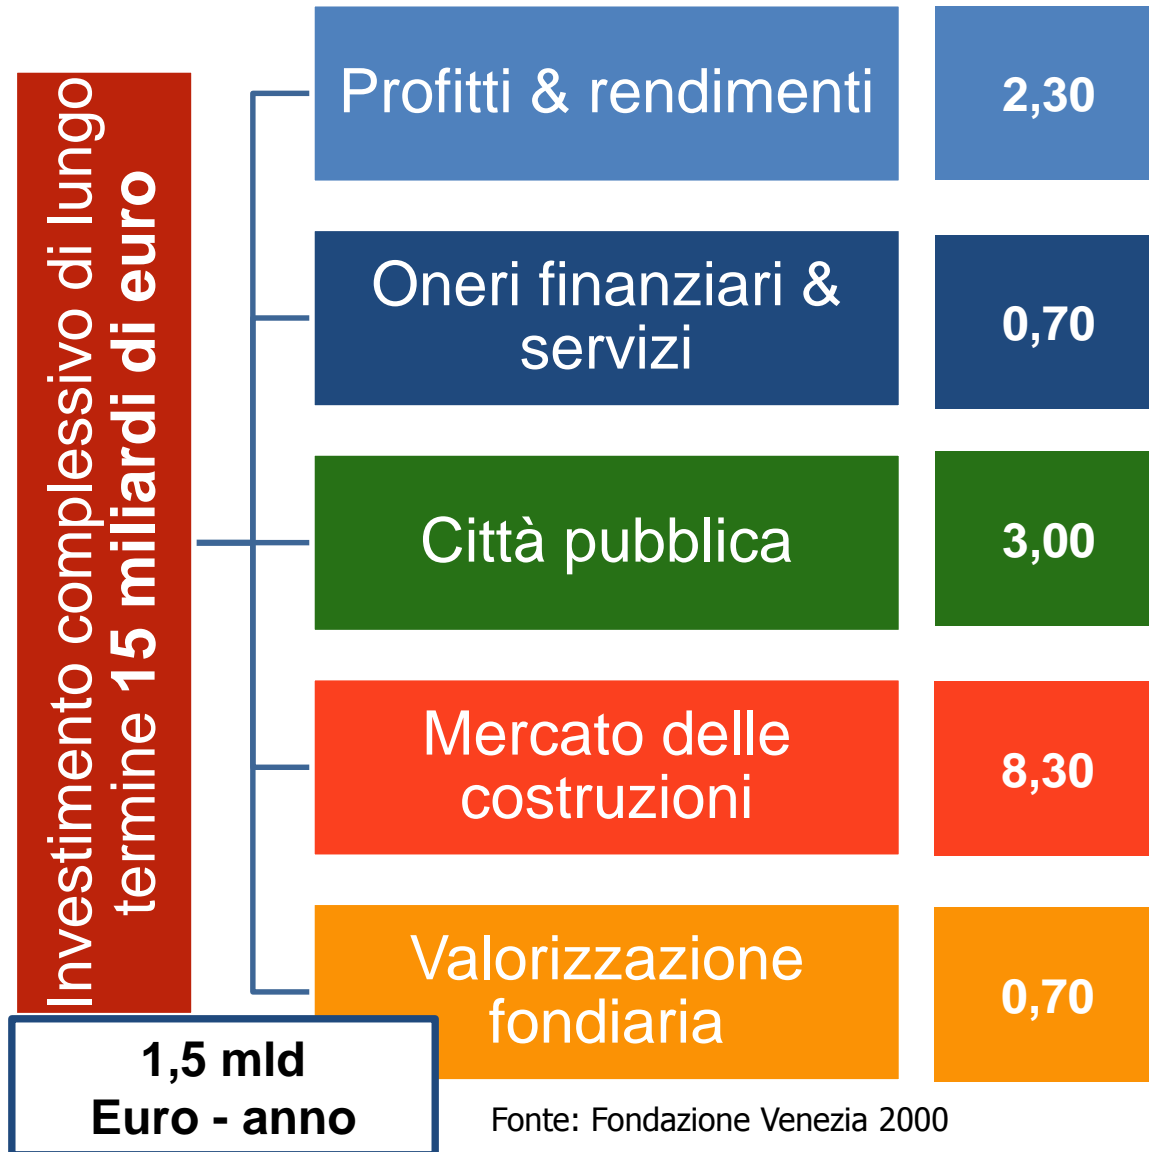 Investimento complessivo di lungo
termine 15 miliardi di euro
Profitti & rendimenti
2,30
Oneri finanziari &
servizi
0,70
Città pubblica
3,00
Mercato delle
costruzioni
8,30
Valorizzazione
fondiaria
0,70
1,5 mld
Euro - anno
Fonte: Fondazione Venezia 2000